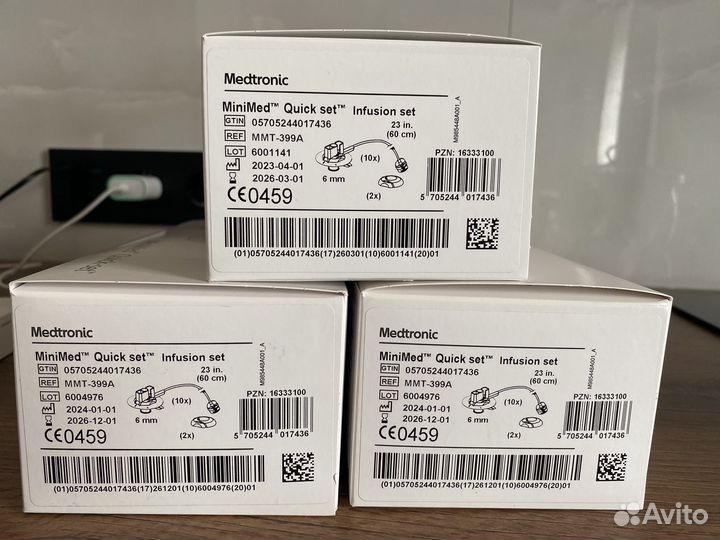 Medtronic
MiniMed™ Quick set™ Infusion set
GTIN 05705244017436
23 in.
(60 cm)
REF MMT-399A
LOT 6001141
(10x)
2023-04-01
2026-03-01
6 mm
(2x)
CE0459
PZN: 16333100
5 705244 017436
M985448A001_A
(01)05705244017436(17)260301(10)6001141(20)01
Medtronic
MiniMed™ Quick set™ Infusion set
GTIN 05705244017436
23 in.
(60 cm)
REF MMT-399A
LOT 6004976
(10x)
2024-01-01
2026-12-01
6 mm
(2x)
CE0459
PZN: 16333100
5 705244 017436
M985448A001_A
(01)05705244017436(17)261201(10)6004976(20)01
Medtronic
MiniMed™ Quick set™ Infusion set
GTIN 05705244017436
23 in.
(60 cm)
REF MMT-399A
LOT 6004976
(10x)
2024-01-01
2026-12-01
6 mm
(2x)
CE0459
PZN: 16333100
5 705244 017436
M985448A001_A
(01)05705244017436(17)261201(10)6004976(20)01
Avito